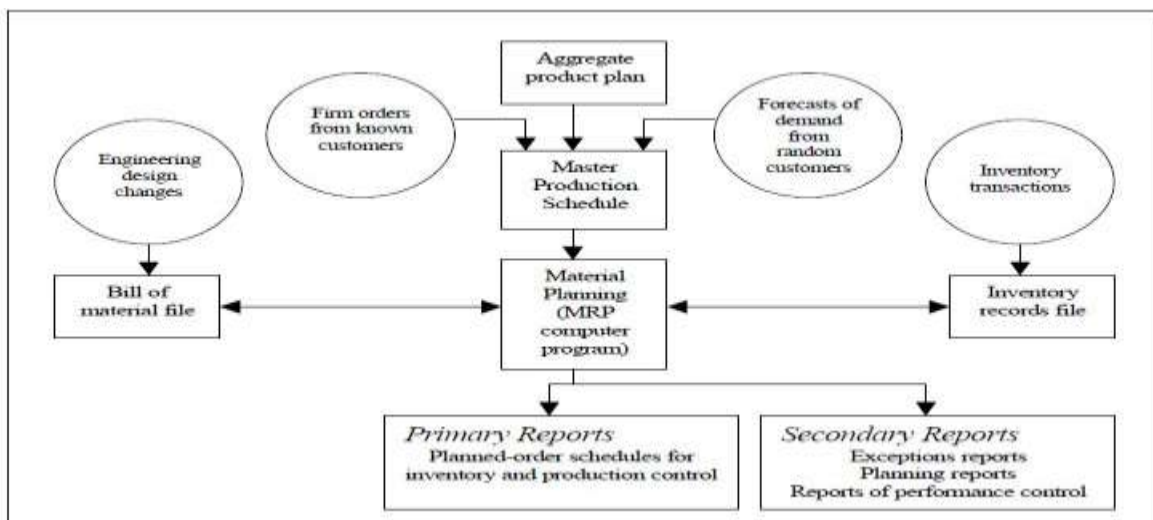 Aggregate
product plan
Firm orders
from known
customers
Forecasts of
demand
from
random
customers
Engineering
design
changes
Master
Production
Schedule
Inventory
transactions
Bill of
material file
Material
Planning
(MRP
computer
program)
Inventory
records file
Primary Reports
Planned-order schedules for
inventory and production control
Secondary Reports
Exceptions reports
Planning reports
Reports of performance control